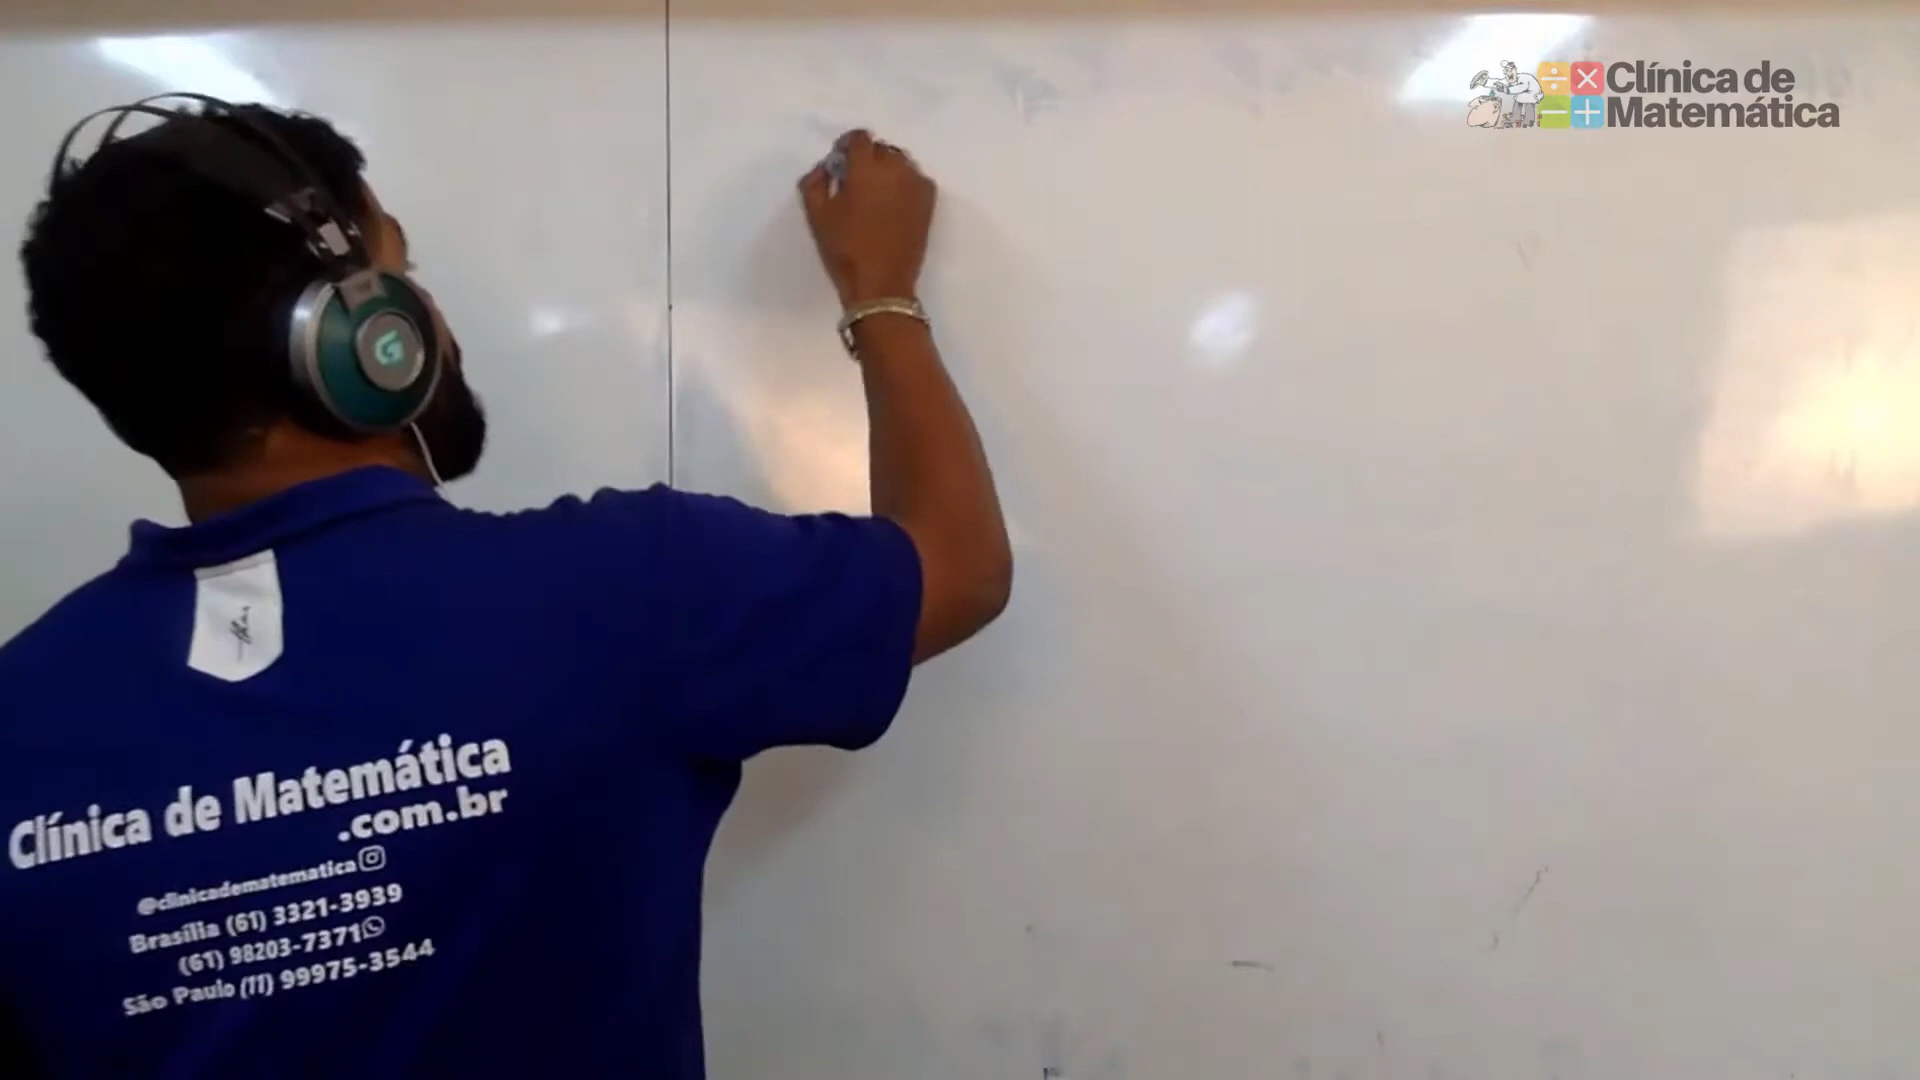 Clínica de
Matemática
G
Clínica de Matemática
.com.br
@clinicadematematica
Brasília (61) 3321-3939
(61) 98203-7371
São Paulo (11) 99975-3544